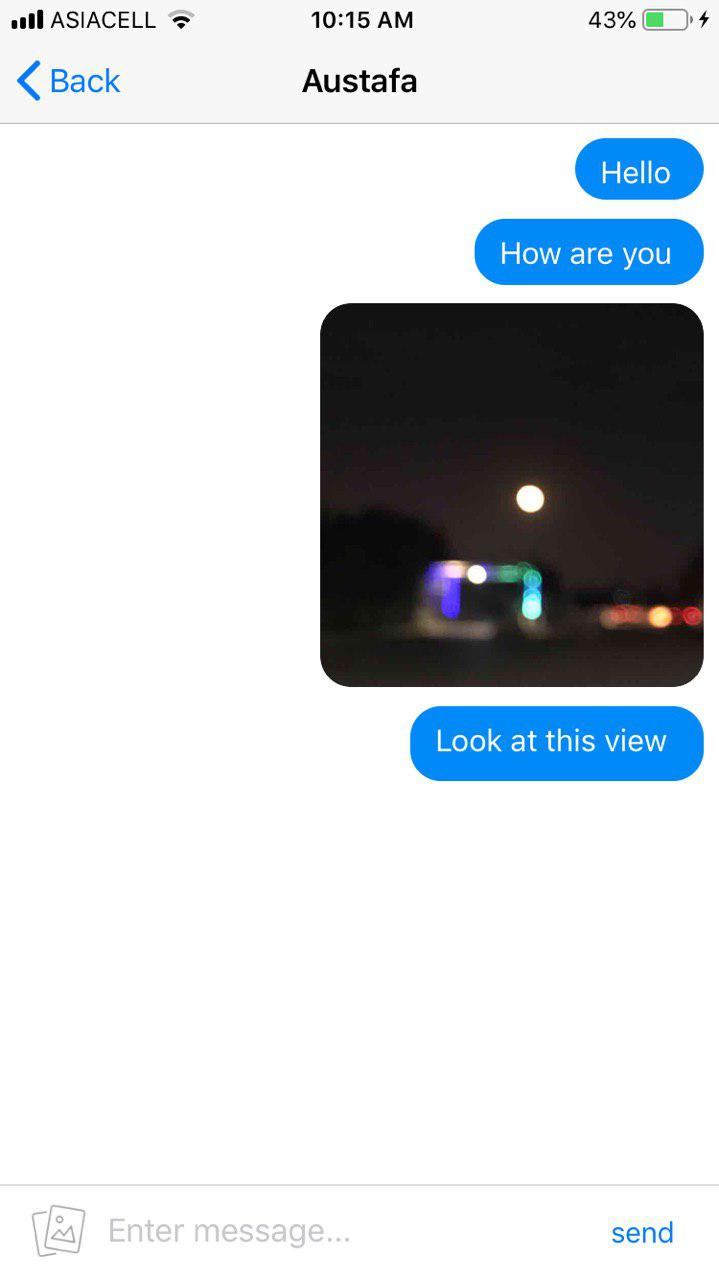 ASIACELL 10:15 AM 43%
Back Austafa
Hello
How are you
Look at this view
Enter message... send